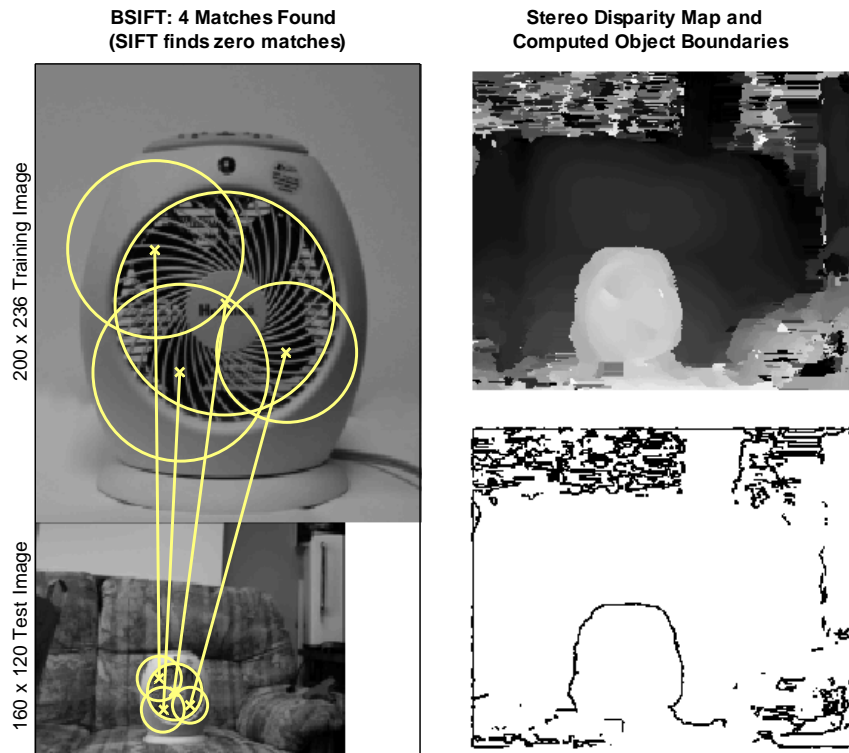 BSIFT: 4 Matches Found
(SIFT finds zero matches)
Stereo Disparity Map and
Computed Object Boundaries
200 x 236 Training Image
160 x 120 Test Image